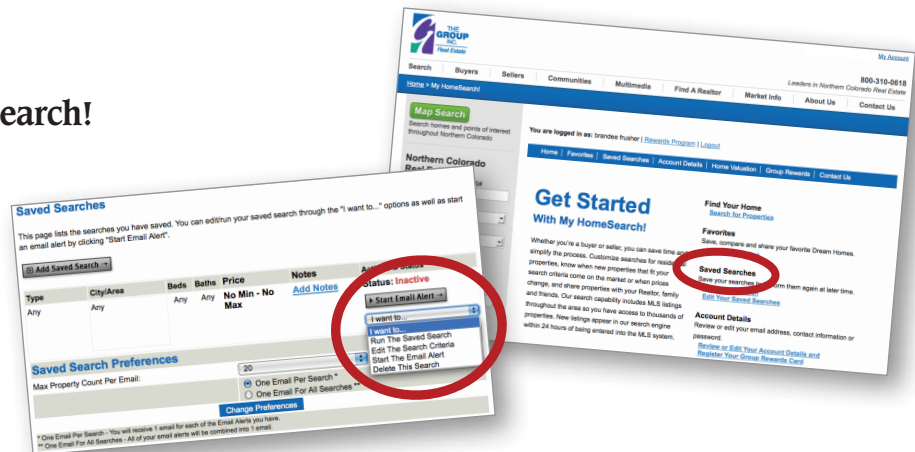 earch!
THE
GROUP
INC.
Real Estate
My Account
800-310-0618
Leaders in Northern Colorado Real Estate
Search Buyers Sellers Communities Multimedia Find A Realtor Market Info About Us Contact Us
Home > My HomeSearch!
Map Search
Search homes and points of interest
throughout Northern Colorado
Northern Colorado
You are logged in as: brandee frusher | Rewards Program | Logout
Home | Favorites | Saved Searches | Account Details | Home Valuation | Group Rewards | Contact Us
Get Started
With My HomeSearch!
Whether you're a buyer or seller, you can save time and
simplify the process. Customize searches for
properties, know when new properties that fit your
search criteria come on the market or when prices
change, and share properties with your Realtor, family
and friends. Our search capability includes MLS listings
throughout the area so you have access to thousands of
properties. New listings appear in our search engine
within 24 hours of being entered into the MLS system.
Find Your Home
Search for Properties
Favorites
Save, compare and share your favorite Dream Homes.
Saved Searches
Save your searches to perform them again at later time.
Edit Your Saved Searches
Account Details
Review or edit your email address, contact information or
password.
Review or Edit Your Account Details and
Register Your Group Rewards Card
Saved Searches
This page lists the searches you have saved. You can edit/run your saved search through the "I want to..." options as well as start
an email alert by clicking "Start Email Alert".
Add Saved Search →
Type City/Area Beds Baths Price Notes
Any Any Any Any No Min - No
Max Add Notes
Status: Inactive
Start Email Alert →
I want to...
I want to...
Run The Saved Search
Edit The Search Criteria
Start The Email Alert
Delete This Search
Saved Search Preferences
Max Property Count Per Email: 20
One Email Per Search *
One Email For All Searches **
Change Preferences
* One Email Per Search - You will receive 1 email for each of the Email Alerts you have.
** One Email For All Searches - All of your email alerts will be combined into 1 email.